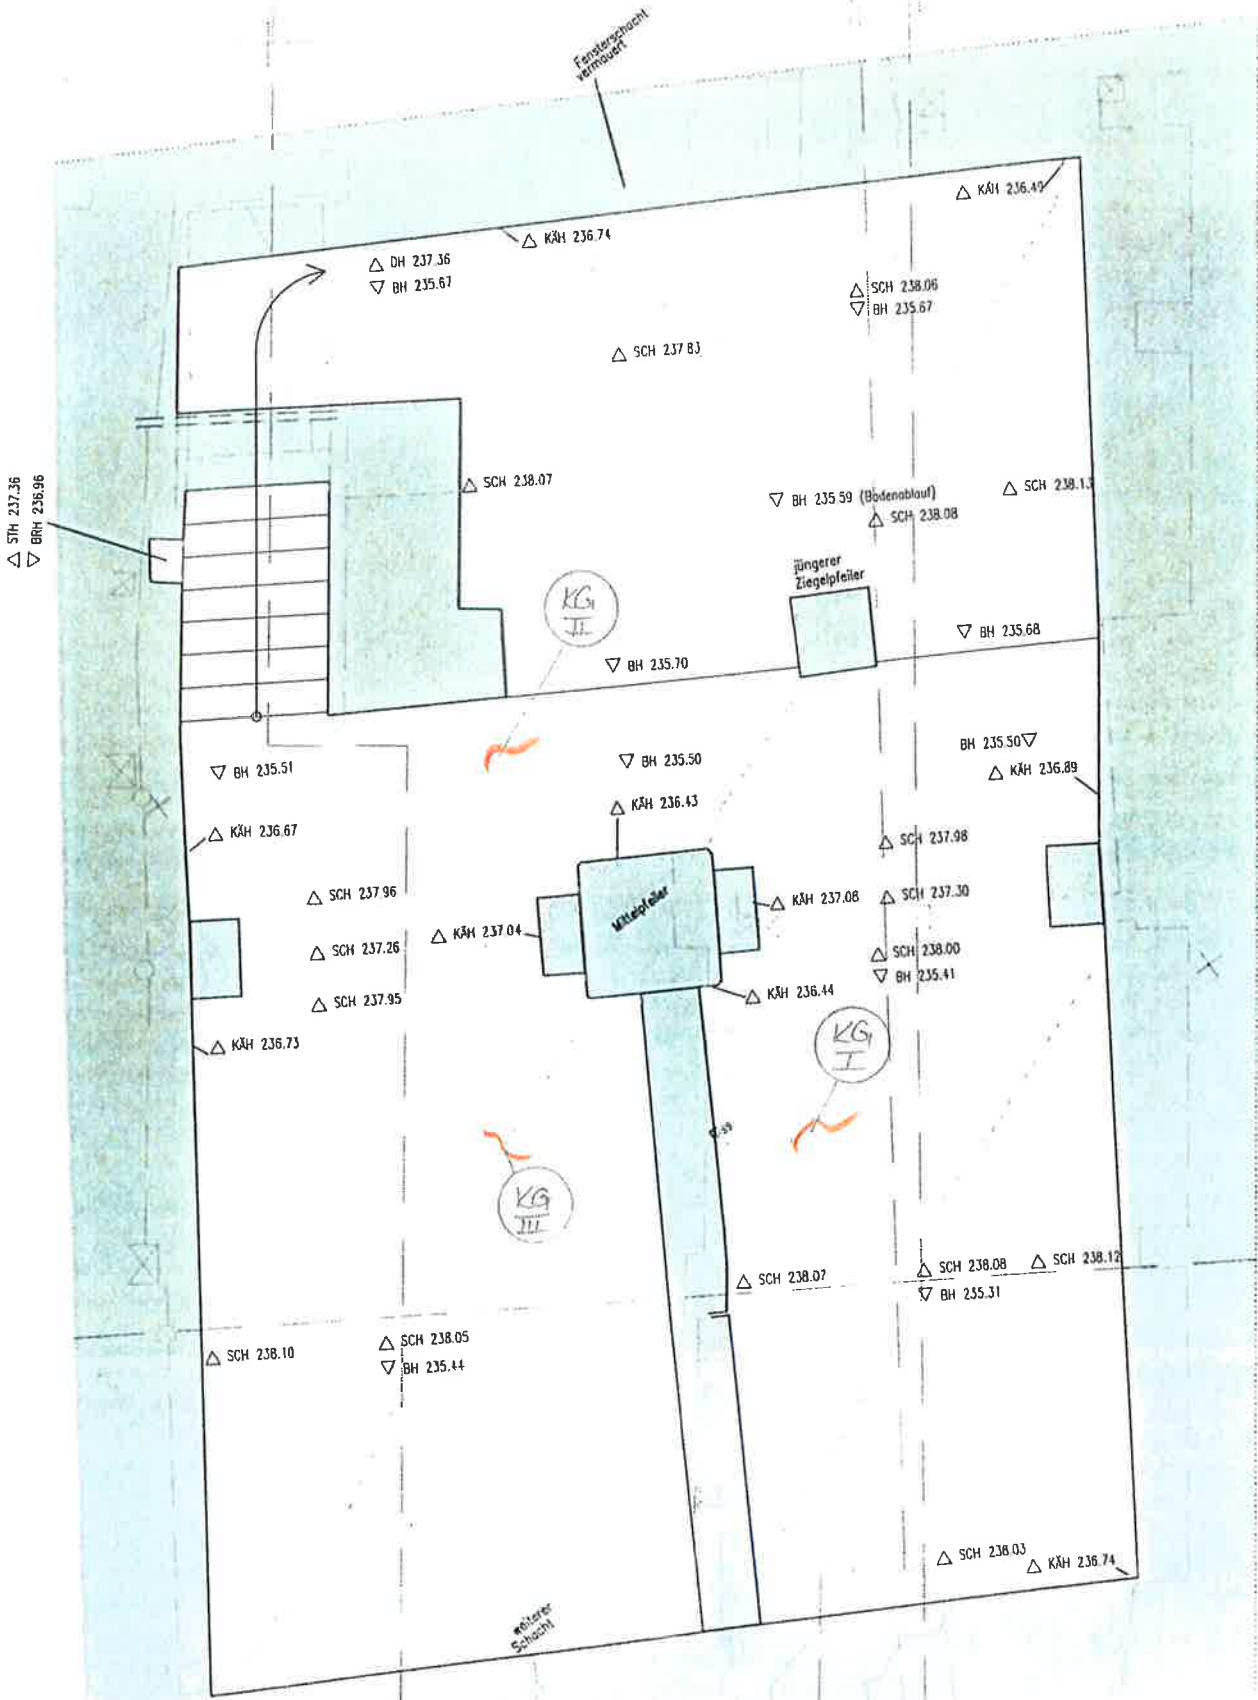 Fensterschacht
vermauert
△ KÄH 236.49
△ KÄH 236.74
△ DH 237.36
▽ BH 235.67
△ SCH 238.06
▽ BH 235.67
△ SCH 237.83
△ STH 237.36
▽ BRH 236.96
△ SCH 238.07
▽ BH 235.59 (Bodenablauf)
△ SCH 238.13
△ SCH 238.08
jüngerer
Ziegelpfeiler
KG
II
▽ BH 235.68
▽ BH 235.70
BH 235.50 ▽
▽ BH 235.51
▽ BH 235.50
△ KÄH 236.89
△ KÄH 236.43
△ KÄH 236.67
△ SCH 237.98
△ SCH 237.96
Mittelpfeiler
△ KÄH 237.08
△ SCH 237.30
△ KÄH 237.04
△ SCH 237.26
△ SCH 238.00
▽ BH 235.41
△ SCH 237.95
△ KÄH 236.44
△ KÄH 236.73
KG
I
KG
III
△ SCH 238.07
△ SCH 238.08
△ SCH 238.12
▽ BH 235.31
△ SCH 238.10
△ SCH 238.05
▽ BH 235.44
△ SCH 238.03
△ KÄH 236.74
weiterer
Schacht